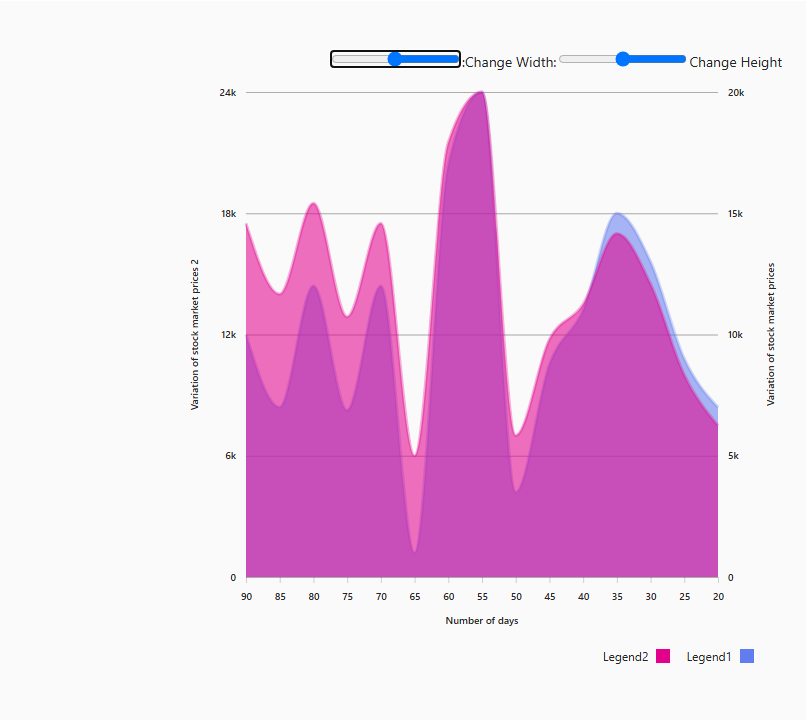 :Change Width:
Change Height
24k
18k
12k
6k
0
Variation of stock market prices 2
20k
15k
10k
5k
0
Variation of stock market prices
90 85 80 75 70 65 60 55 50 45 40 35 30 25 20
Number of days
Legend2 Legend1